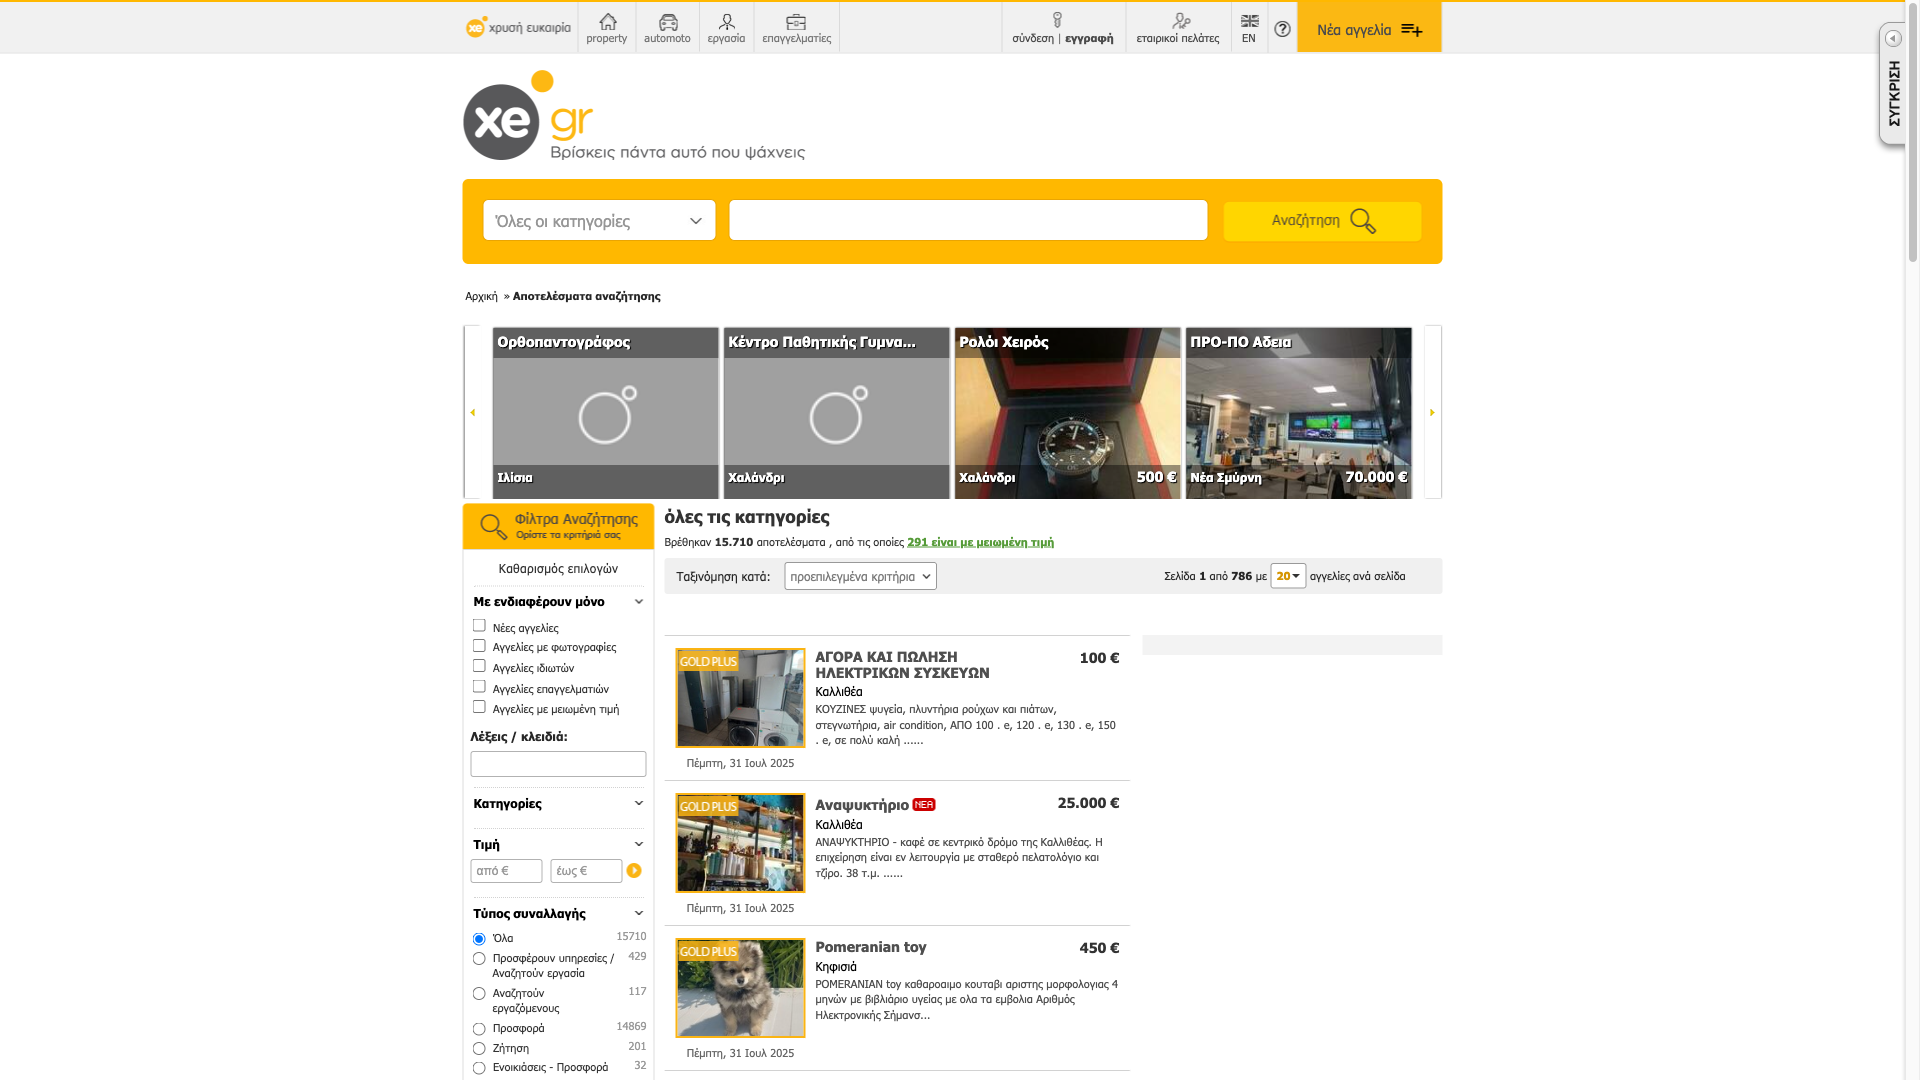 xe χρυσή ευκαιρία
property
automoto
εργασία
επαγγελματίες
σύνδεση | εγγραφή
εταιρικοί πελάτες
EN
?
Νέα αγγελία
ΣΥΓΚΡΙΣΗ
xe gr
Βρίσκεις πάντα αυτό που ψάχνεις
Όλες οι κατηγορίες
Αναζήτηση
Αρχική » Αποτελέσματα αναζήτησης
Ορθοπαντογράφος
Ιλίσια
Κέντρο Παθητικής Γυμνα...
Χαλάνδρι
Ρολόι Χειρός
Χαλάνδρι 500 €
ΠΡΟ-ΠΟ Αδεια
Νέα Σμύρνη 70.000 €
Φίλτρα Αναζήτησης
Ορίστε τα κριτήριά σας
Καθαρισμός επιλογών
Με ενδιαφέρουν μόνο
Νέες αγγελίες
Αγγελίες με φωτογραφίες
Αγγελίες ιδιωτών
Αγγελίες επαγγελματιών
Αγγελίες με μειωμένη τιμή
Λέξεις / κλειδιά:
Κατηγορίες
Τιμή
από €
έως €
Τύπος συναλλαγής
Όλα 15710
Προσφέρουν υπηρεσίες / 429
Αναζητούν εργασία
Αναζητούν 117
εργαζόμενους
Προσφορά 14869
Ζήτηση 201
Ενοικιάσεις - Προσφορά 32
όλες τις κατηγορίες
Βρέθηκαν 15.710 αποτελέσματα , από τις οποίες 291 είναι με μειωμένη τιμή
Ταξινόμηση κατά: προεπιλεγμένα κριτήρια
Σελίδα 1 από 786 με 20 αγγελίες ανά σελίδα
GOLD PLUS
ΑΓΟΡΑ ΚΑΙ ΠΩΛΗΣΗ 100 €
ΗΛΕΚΤΡΙΚΩΝ ΣΥΣΚΕΥΩΝ
Καλλιθέα
ΚΟΥΖΙΝΕΣ ψυγεία, πλυντήρια ρούχων και πιάτων,
στεγνωτήρια, air condition, ΑΠΟ 100 . e, 120 . e, 130 . e, 150
. e, σε πολύ καλή ......
Πέμπτη, 31 Ιουλ 2025
GOLD PLUS
Αναψυκτήριο ΝΕΑ 25.000 €
Καλλιθέα
ΑΝΑΨΥΚΤΗΡΙΟ - καφέ σε κεντρικό δρόμο της Καλλιθέας. Η
επιχείρηση είναι εν λειτουργία με σταθερό πελατολόγιο και
τζίρο. 38 τ.μ. ......
Πέμπτη, 31 Ιουλ 2025
GOLD PLUS
Pomeranian toy 450 €
Κηφισιά
POMERANIAN toy καθαροαιμο κουταβι αριστης μορφολογιας 4
μηνών με βιβλιάριο υγείας με ολα τα εμβολια Αριθμός
Ηλεκτρονικής Σήμανσ...
Πέμπτη, 31 Ιουλ 2025